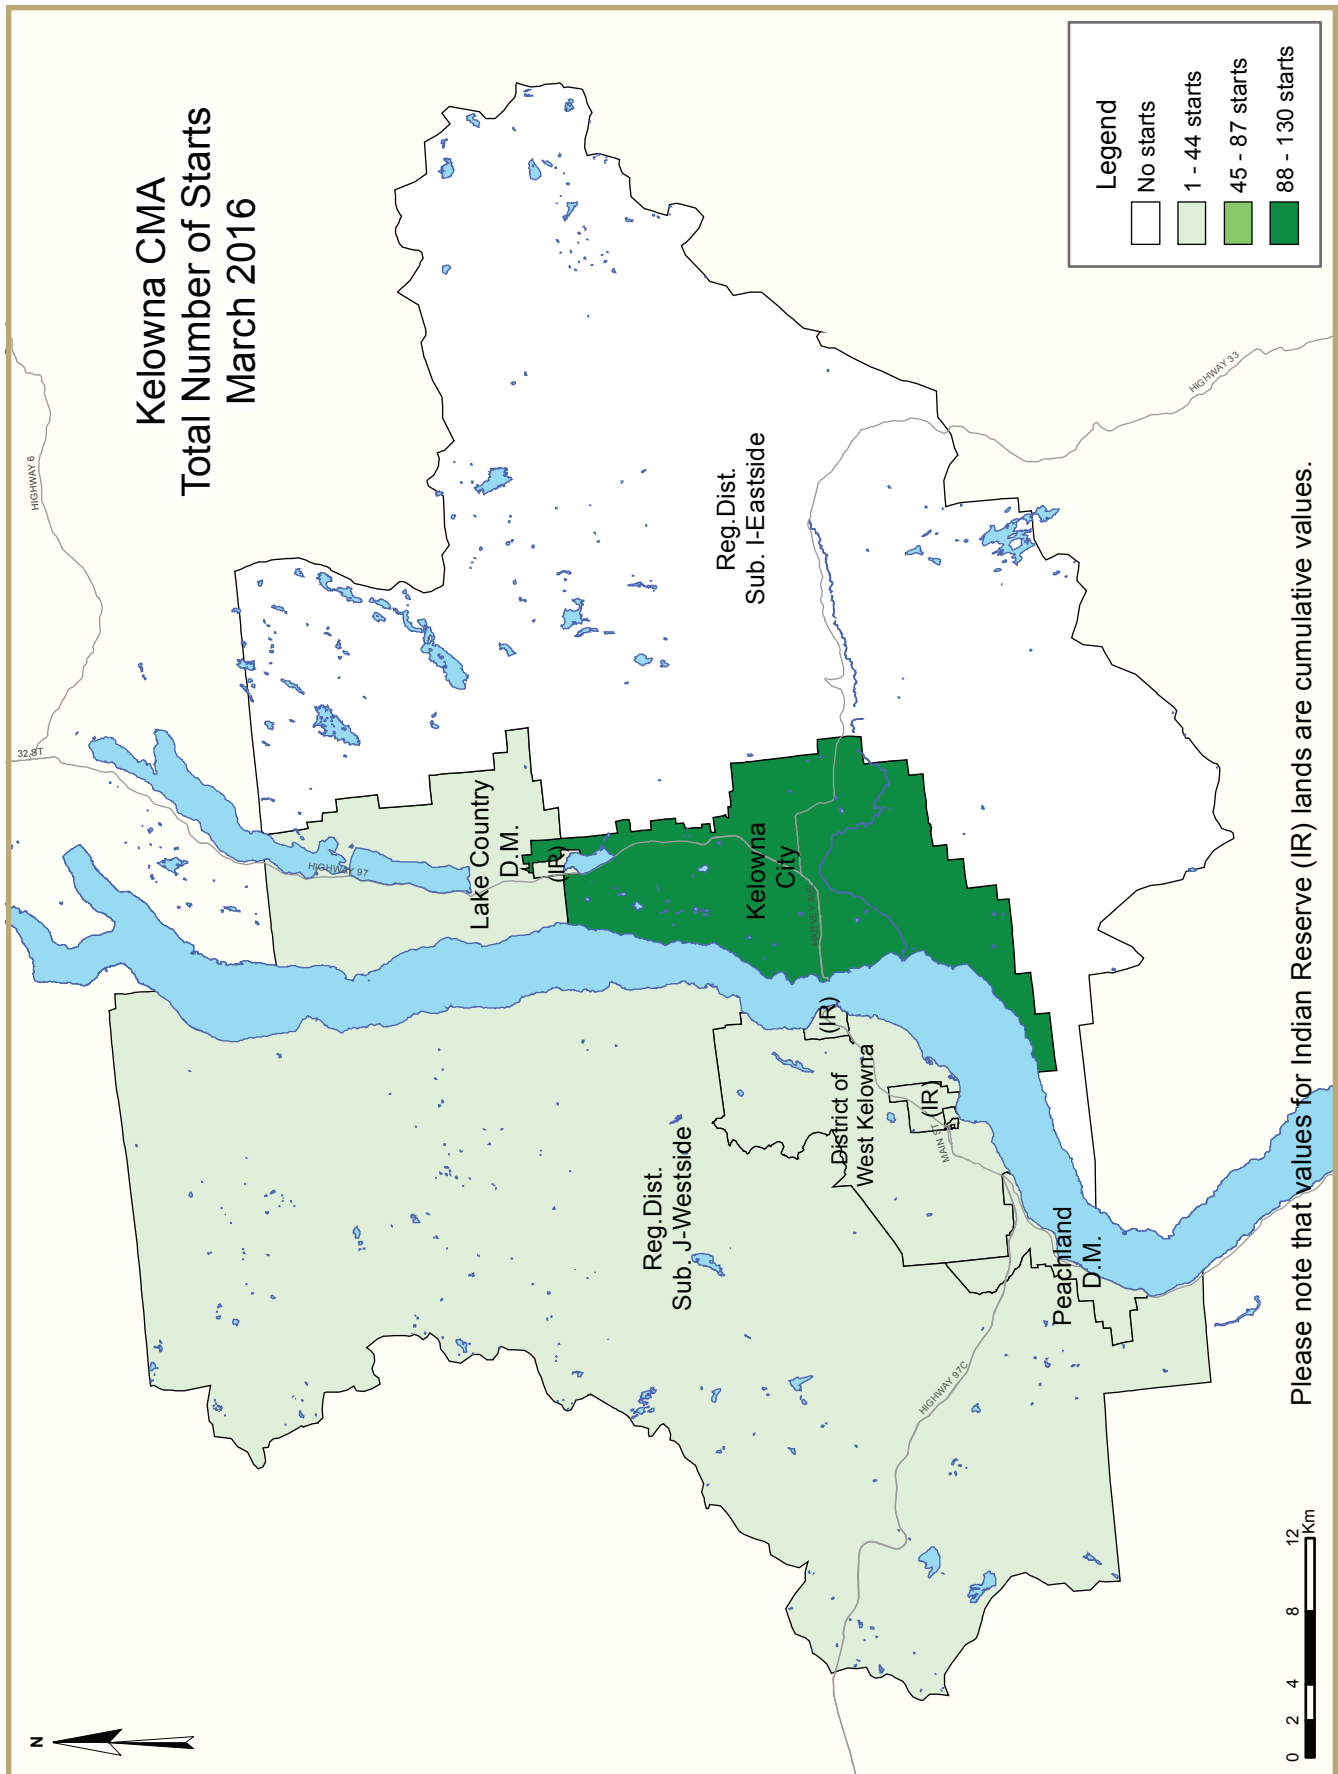 Kelowna CMA
Total Number of Starts
March 2016
N
HIGHWAY 6
32 ST
HIGHWAY 97
Lake Country
D.M.
(IR)
Reg.Dist.
Sub. I-Eastside
Kelowna
City
HIGHWAY 33
Reg.Dist.
Sub. J-Westside
(IR)
District of
West Kelowna
(IR)
MAIN ST
Peachland
D.M.
HIGHWAY 97C
Legend
No starts
1 - 44 starts
45 - 87 starts
88 - 130 starts
0 2 4 8 12
Km
Please note that values for Indian Reserve (IR) lands are cumulative values.